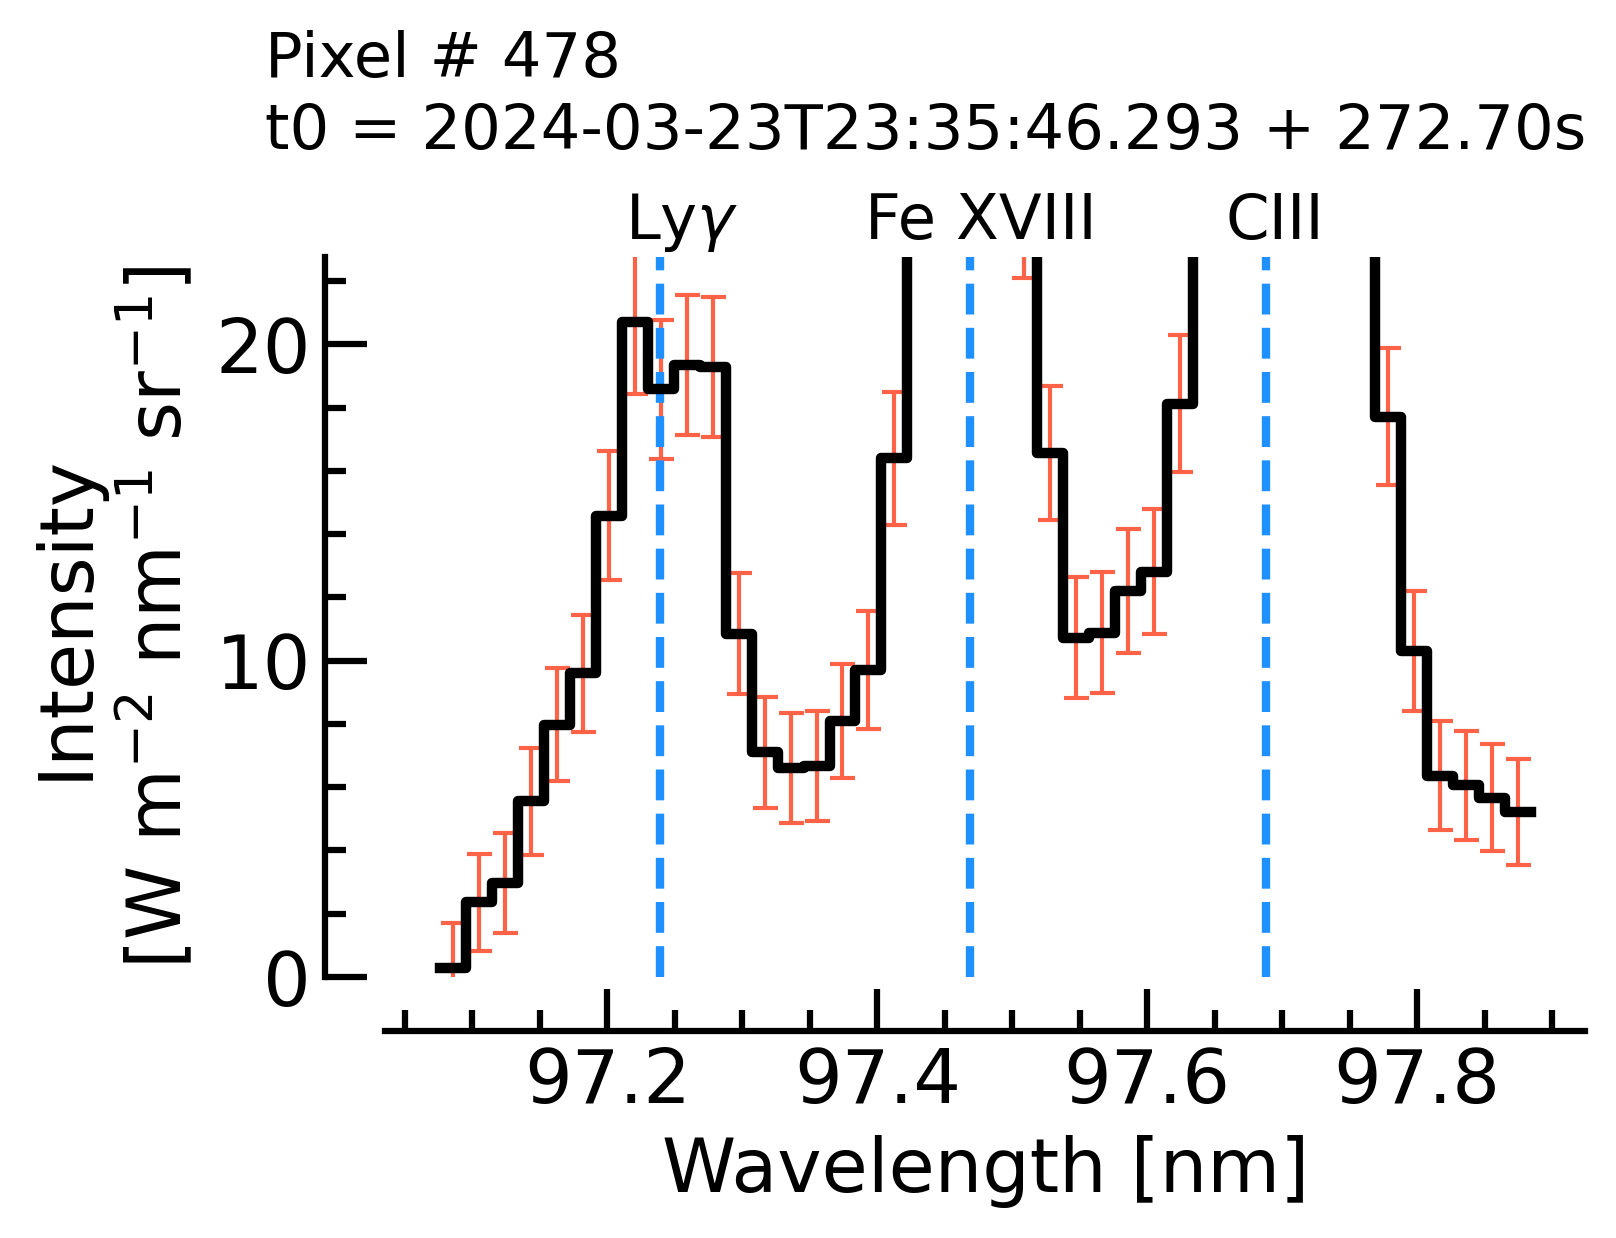 Pixel # 478
t0 = 2024-03-23T23:35:46.293 + 272.70s
Lyγ
Fe XVIII
CIII
Intensity
[W m⁻² nm⁻¹ sr⁻¹]
20
10
0
97.2
97.4
97.6
97.8
Wavelength [nm]